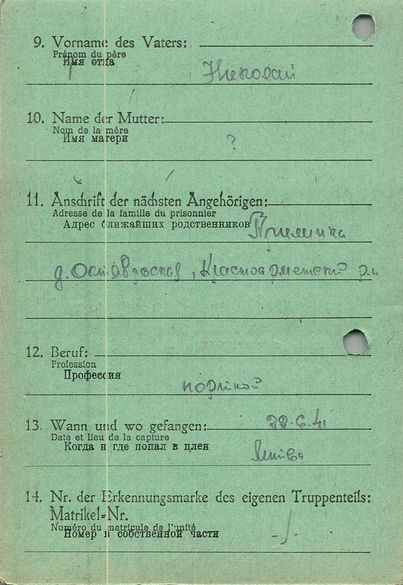 9. Vorname des Vaters:
Prénom du père
Имя отца
Николай
10. Name der Mutter:
Nom de la mère
Имя матери
?
11. Anschrift der nächsten Angehörigen:
Adresse de la famille du prisonnier
Адрес ближайших родственников
12. Beruf:
Profession
Профессия
портной
13. Wann und wo gefangen:
Date et lieu de la capture
Когда и где попал в плен
14. Nr. der Erkennungsmarke des eigenen Truppenteils:
Matrikel-Nr.
Numéro du matricule de l'unité
Номер в собственной части
-/.